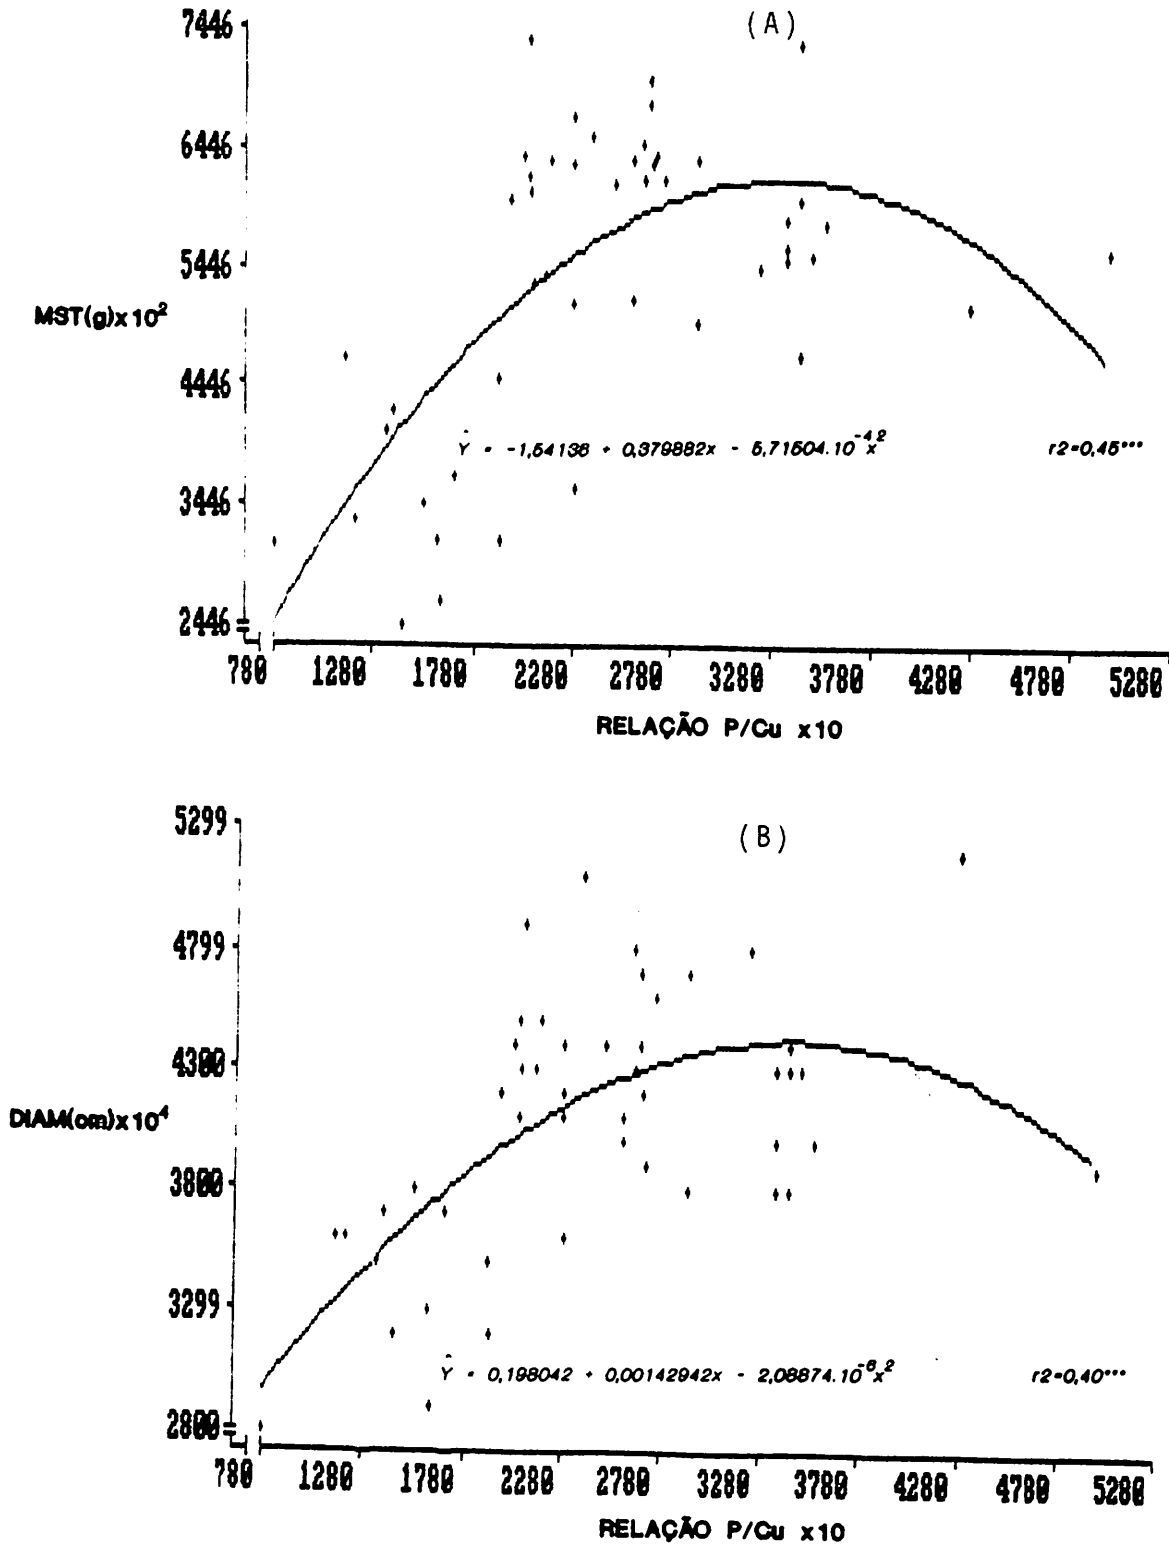 (A)
7446
6446
5446
MST(g)x10²
4446
Ŷ = -1,54138 + 0,379882x - 5,71504.10⁻⁴x² r2=0,45***
3446
2446
780 1280 1780 2280 2780 3280 3780 4280 4780 5280
RELAÇÃO P/Cu x10
(B)
5299
4799
4300
DIAM(cm)x10⁴
3800
3299
Ŷ = 0,198042 + 0,00142942x - 2,08874.10⁻⁶x² r2=0,40***
2800
780 1280 1780 2280 2780 3280 3780 4280 4780 5280
RELAÇÃO P/Cu x10